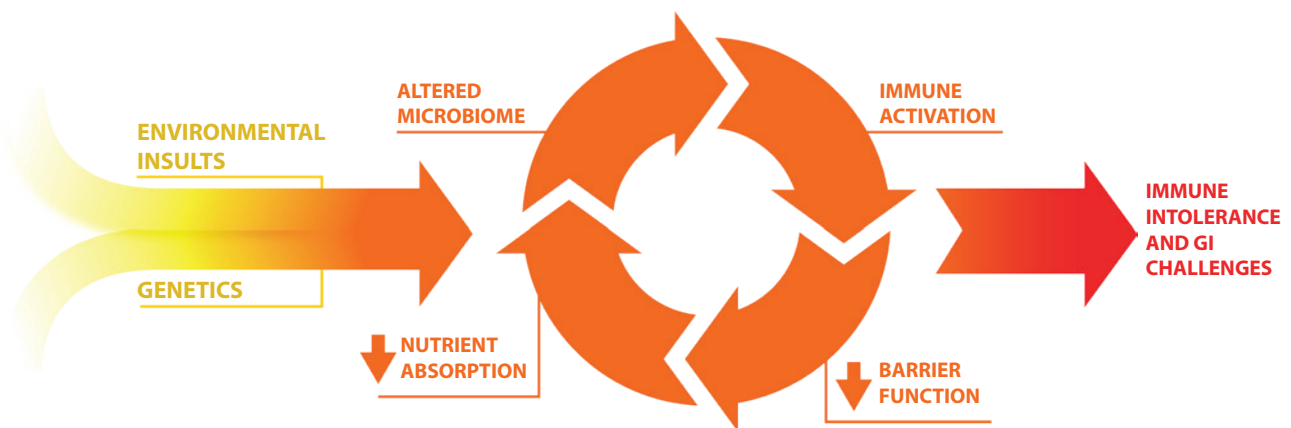 ENVIRONMENTAL
INSULTS
GENETICS
ALTERED
MICROBIOME
IMMUNE
ACTIVATION
NUTRIENT
ABSORPTION
BARRIER
FUNCTION
IMMUNE
INTOLERANCE
AND GI
CHALLENGES